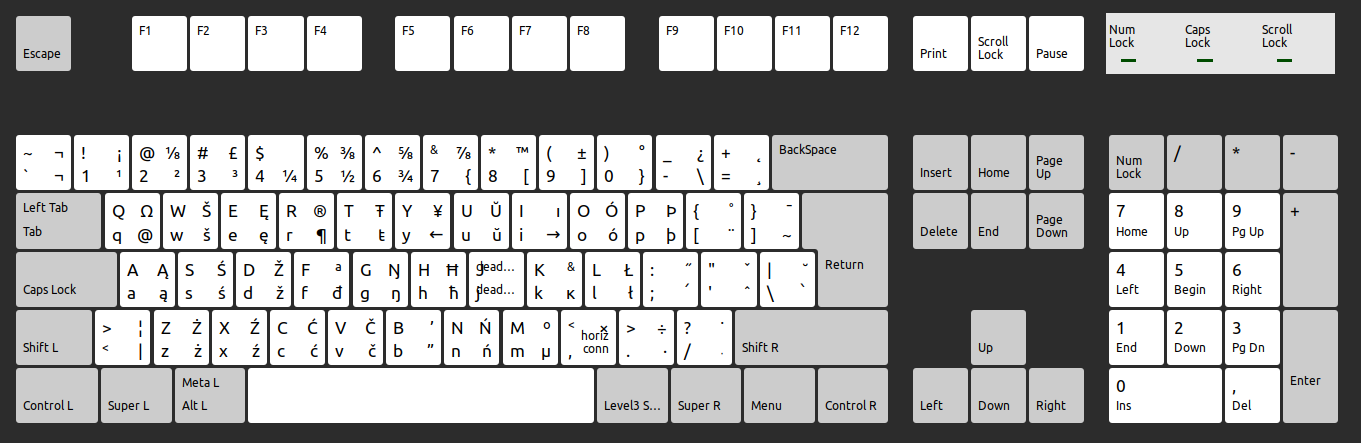 Escape F1 F2 F3 F4 F5 F6 F7 F8 F9 F10 F11 F12 Print Scroll Lock Pause Num Lock Caps Lock Scroll Lock
~ ¬ ! ¡ @ ⅛ # £ $ % ⅜ ^ ⅝ & ⅞ * ™ ( ± ) ° _ ¿ + ˛ BackSpace
` ¬ 1 ¹ 2 ² 3 ³ 4 ¼ 5 ½ 6 ¾ 7 { 8 [ 9 ] 0 } - \ = ¸
Insert Home Page Up Num Lock / * -
Left Tab Q Ω W Š E Ę R ® T Ŧ Y ¥ U Ŭ I ı O Ó P Þ { ° } ¯
Tab q @ w š e ę r ¶ t ŧ y ← u ŭ i → o ó p þ [ ¨ ] ~
Delete End Page Down 7 Home 8 Up 9 Pg Up +
A Ą S Ś D Ž F ª G Ŋ H Ħ J dead... K & L Ł : ˝ " ˇ | ˘ Return
Caps Lock a ą s ś d ž f đ g ŋ h ħ j dead... k ĸ l ł ; ´ ' ^ \ `
4 Left 5 Begin 6 Right
> ¦ Z Ż X Ź C Ć V Č B ’ N Ń M º < × > ÷ ? ˙
Shift L < | z ż x ź c ć v č b ” n ń m µ , horiz conn . · / . Shift R
Up 1 End 2 Down 3 Pg Dn Enter
Control L Super L Meta L Alt L Level3 S... Super R Menu Control R
Left Down Right 0 Ins , Del